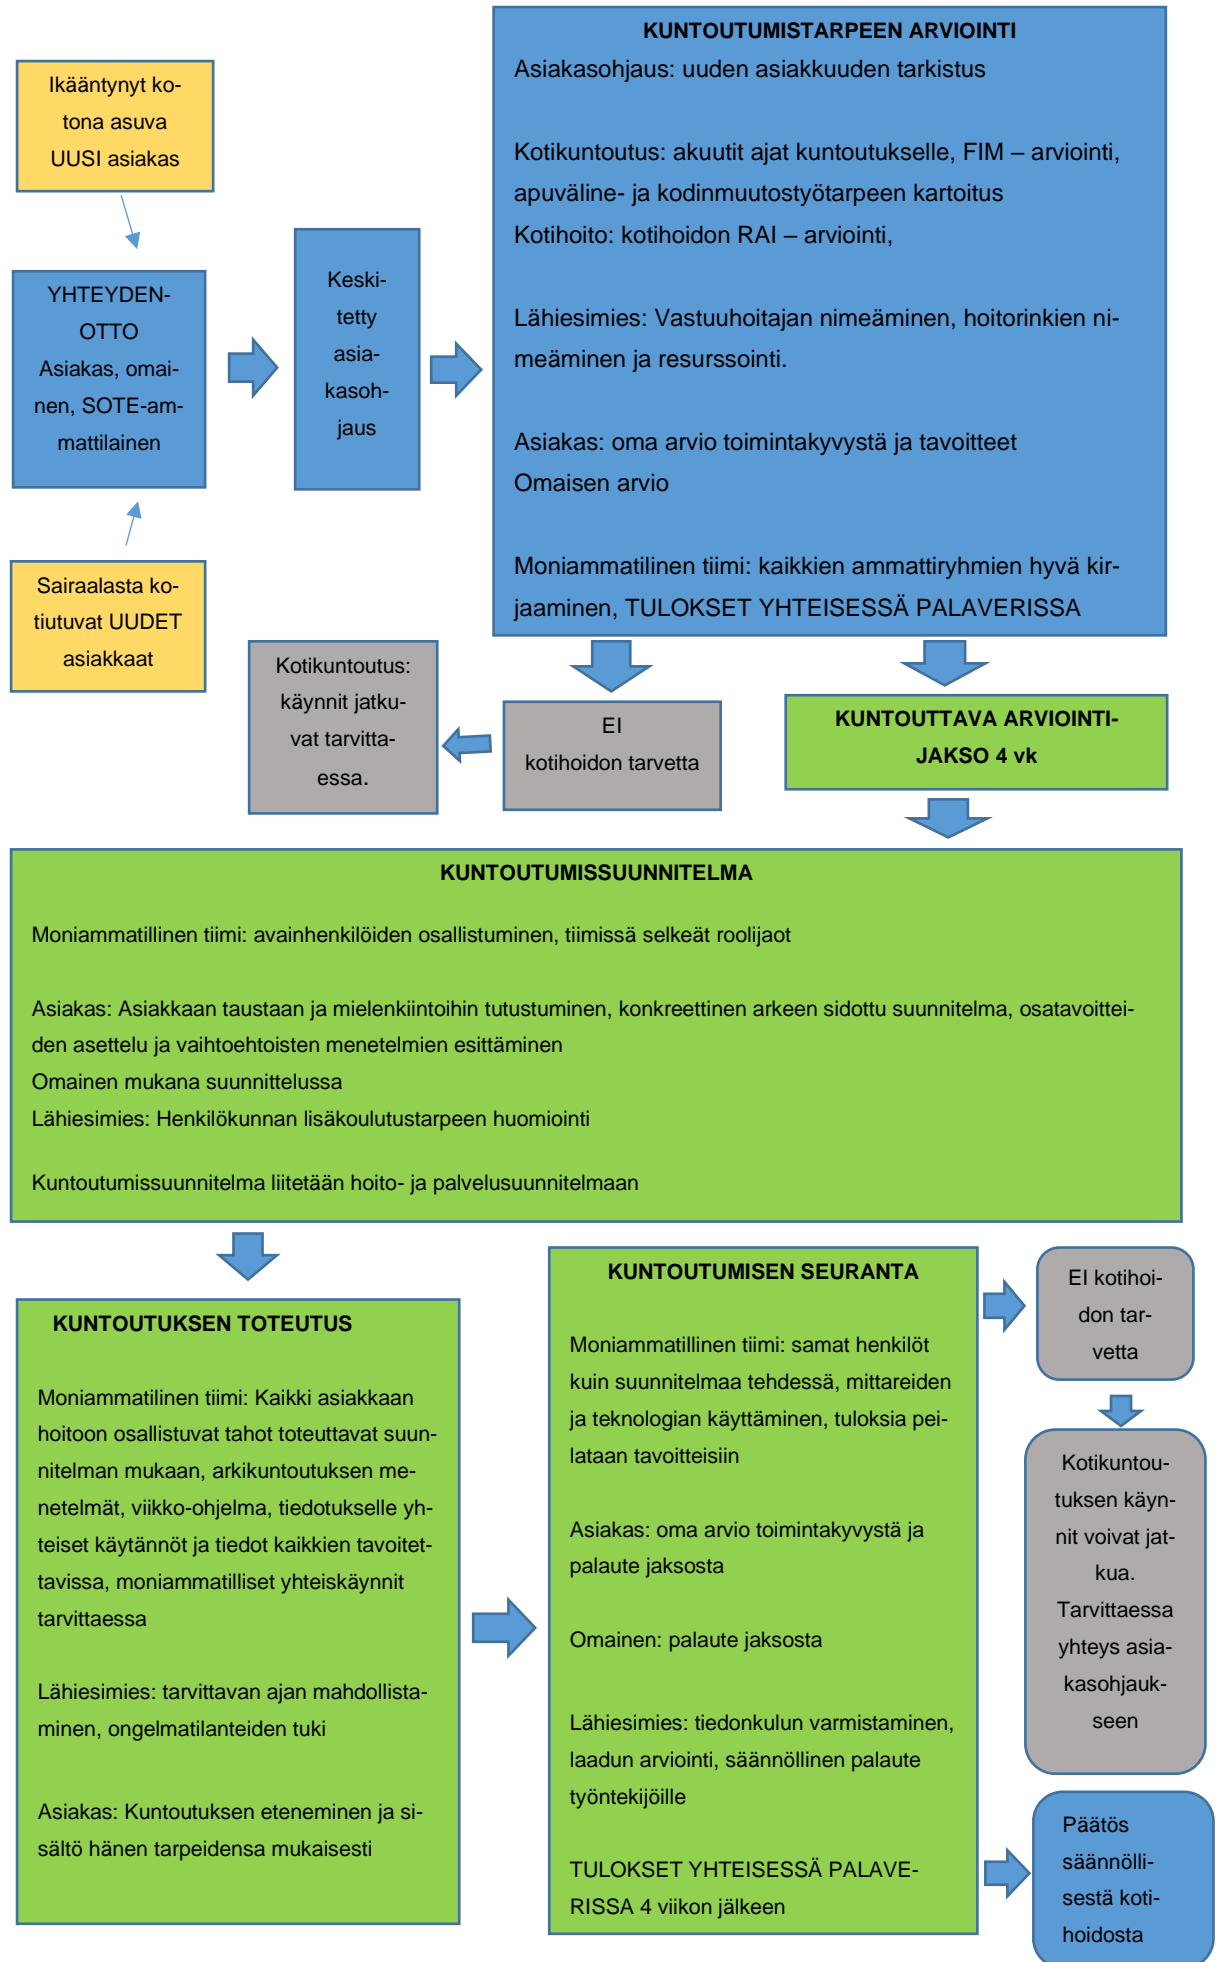 Ikääntynyt ko-
tona asuva
UUSI asiakas
YHTEYDEN-
OTTO
Asiakas, omai-
nen, SOTE-am-
mattilainen
Sairaalasta ko-
tiutuvat UUDET
asiakkaat
Keski-
tetty
asia-
kasoh-
jaus
KUNTOUTUMISTARPEEN ARVIOINTI
Asiakasohjaus: uuden asiakkuuden tarkistus
Kotikuntoutus: akuutit ajat kuntoutukselle, FIM – arviointi,
apuväline- ja kodinmuutostyötarpeen kartoitus
Kotihoito: kotihoidon RAI – arviointi,
Lähiesimies: Vastuuhoitajan nimeäminen, hoitorinkien ni-
meäminen ja resurssointi.
Asiakas: oma arvio toimintakyvystä ja tavoitteet
Omaisen arvio
Moniammatilinen tiimi: kaikkien ammattiryhmien hyvä kir-
jaaminen, TULOKSET YHTEISESSÄ PALAVERISSA
Kotikuntoutus:
käynnit jatku-
vat tarvitta-
essa.
EI
kotihoidon tarvetta
KUNTOUTTAVA ARVIOINTI-
JAKSO 4 vk
KUNTOUTUMISSUUNNITELMA
Moniammatillinen tiimi: avainhenkilöiden osallistuminen, tiimissä selkeät roolijaot
Asiakas: Asiakkaan taustaan ja mielenkiintoihin tutustuminen, konkreettinen arkeen sidottu suunnitelma, osatavoittei-
den asettelu ja vaihtoehtoisten menetelmien esittäminen
Omainen mukana suunnittelussa
Lähiesimies: Henkilökunnan lisäkoulutustarpeen huomiointi
Kuntoutumissuunnitelma liitetään hoito- ja palvelusuunnitelmaan
KUNTOUTUKSEN TOTEUTUS
Moniammatilinen tiimi: Kaikki asiakkaan
hoitoon osallistuvat tahot toteuttavat suun-
nitelman mukaan, arkikuntoutuksen me-
netelmät, viikko-ohjelma, tiedotukselle yh-
teiset käytännöt ja tiedot kaikkien tavoitet-
tavissa, moniammatilliset yhteiskäynnit
tarvittaessa
Lähiesimies: tarvittavan ajan mahdollista-
minen, ongelmatilanteiden tuki
Asiakas: Kuntoutuksen eteneminen ja si-
sältö hänen tarpeidensa mukaisesti
KUNTOUTUMISEN SEURANTA
Moniammatillinen tiimi: samat henkilöt
kuin suunnitelmaa tehdessä, mittareiden
ja teknologian käyttäminen, tuloksia pei-
lataan tavoitteisiin
Asiakas: oma arvio toimintakyvystä ja
palaute jaksosta
Omainen: palaute jaksosta
Lähiesimies: tiedonkulun varmistaminen,
laadun arviointi, säännöllinen palaute
työntekijöille
TULOKSET YHTEISESSÄ PALAVE-
RISSA 4 viikon jälkeen
EI kotihoi-
don tar-
vetta
Kotikuntou-
tuksen käyn-
nit voivat jat-
kua.
Tarvittaessa
yhteys asia-
kasohjauk-
seen
Päätös
säännölli-
sestä koti-
hoidosta